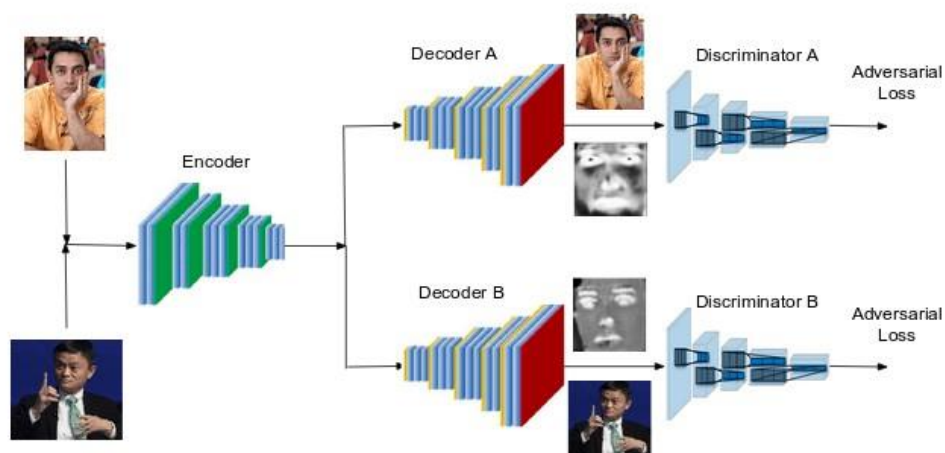 Decoder A
Discriminator A
Adversarial
Loss
Encoder
Decoder B
Discriminator B
Adversarial
Loss